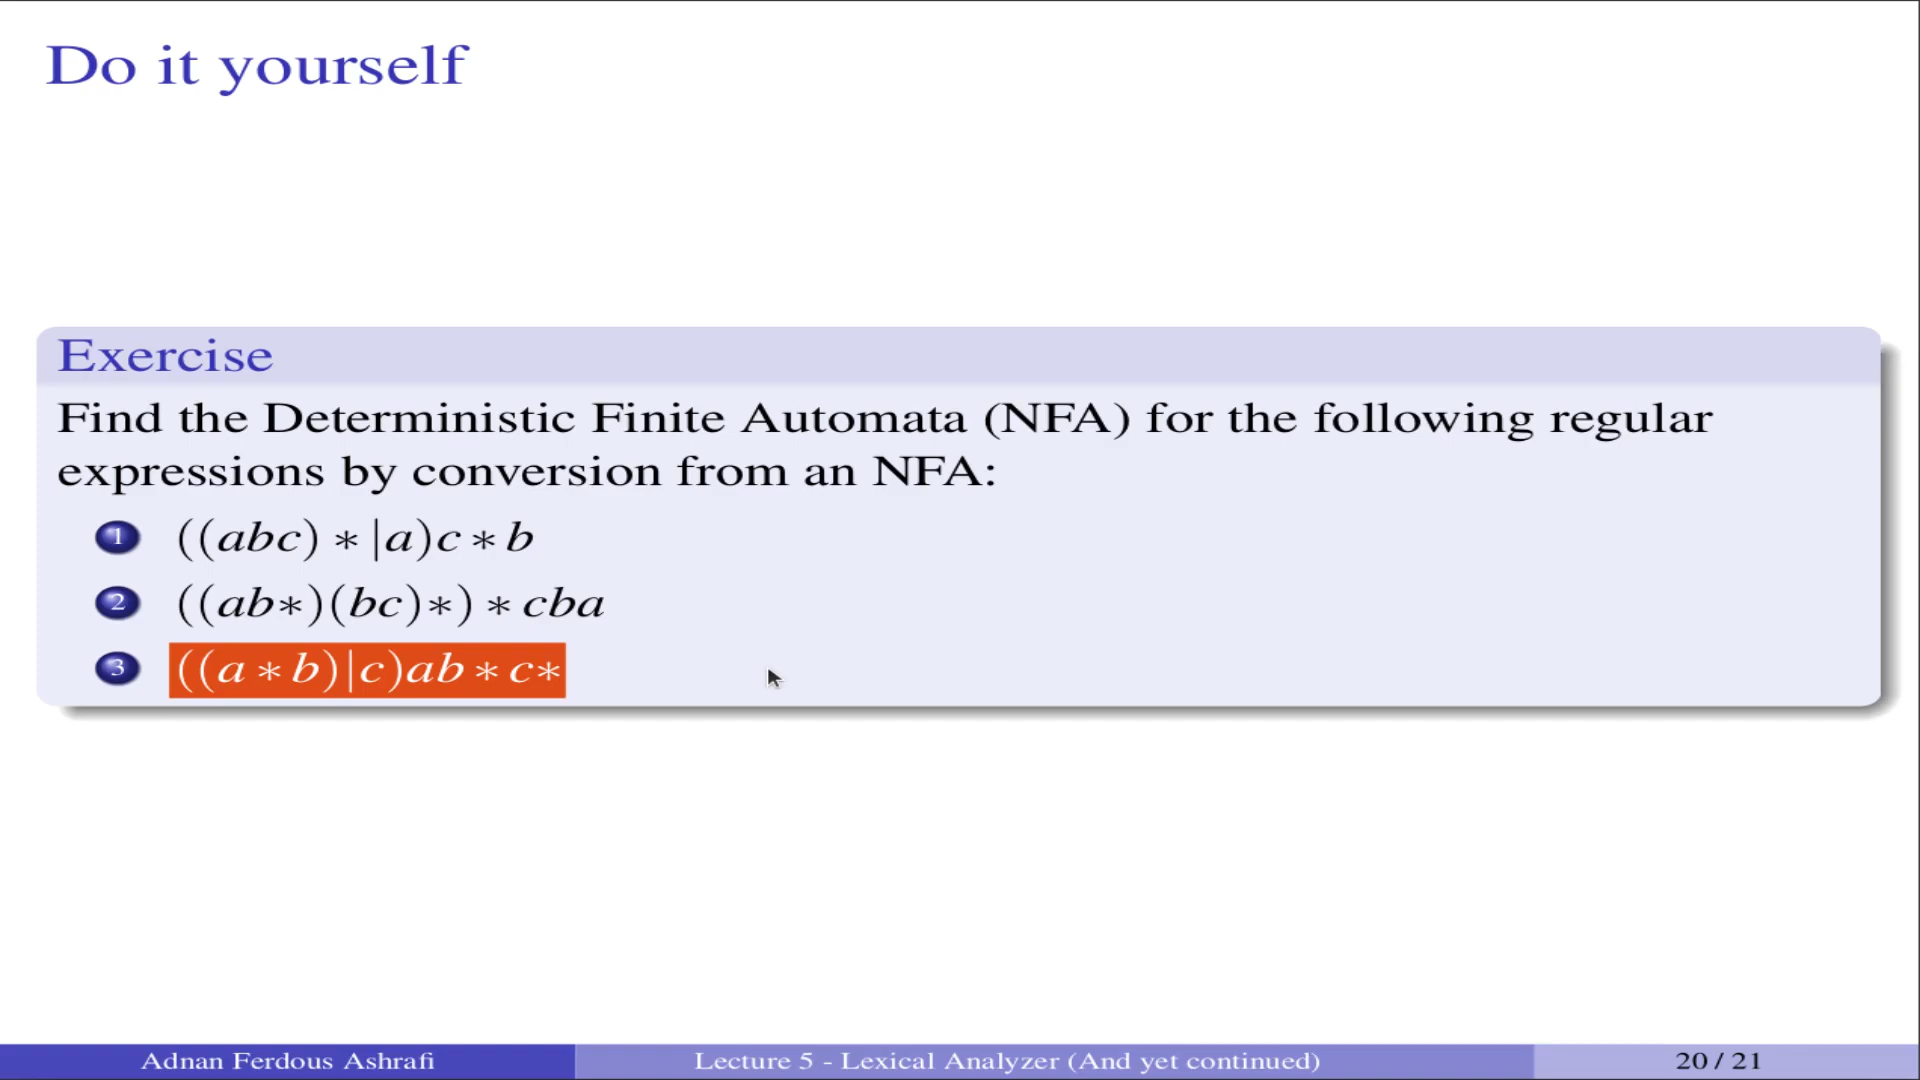 Do it yourself
Exercise
Find the Deterministic Finite Automata (NFA) for the following regular
expressions by conversion from an NFA:
1 ((abc) ∗ |a)c ∗ b
2 ((ab∗)(bc)∗) ∗ cba
3 ((a ∗ b)|c)ab ∗ c∗
Adnan Ferdous Ashrafi
Lecture 5 - Lexical Analyzer (And yet continued)
20 / 21